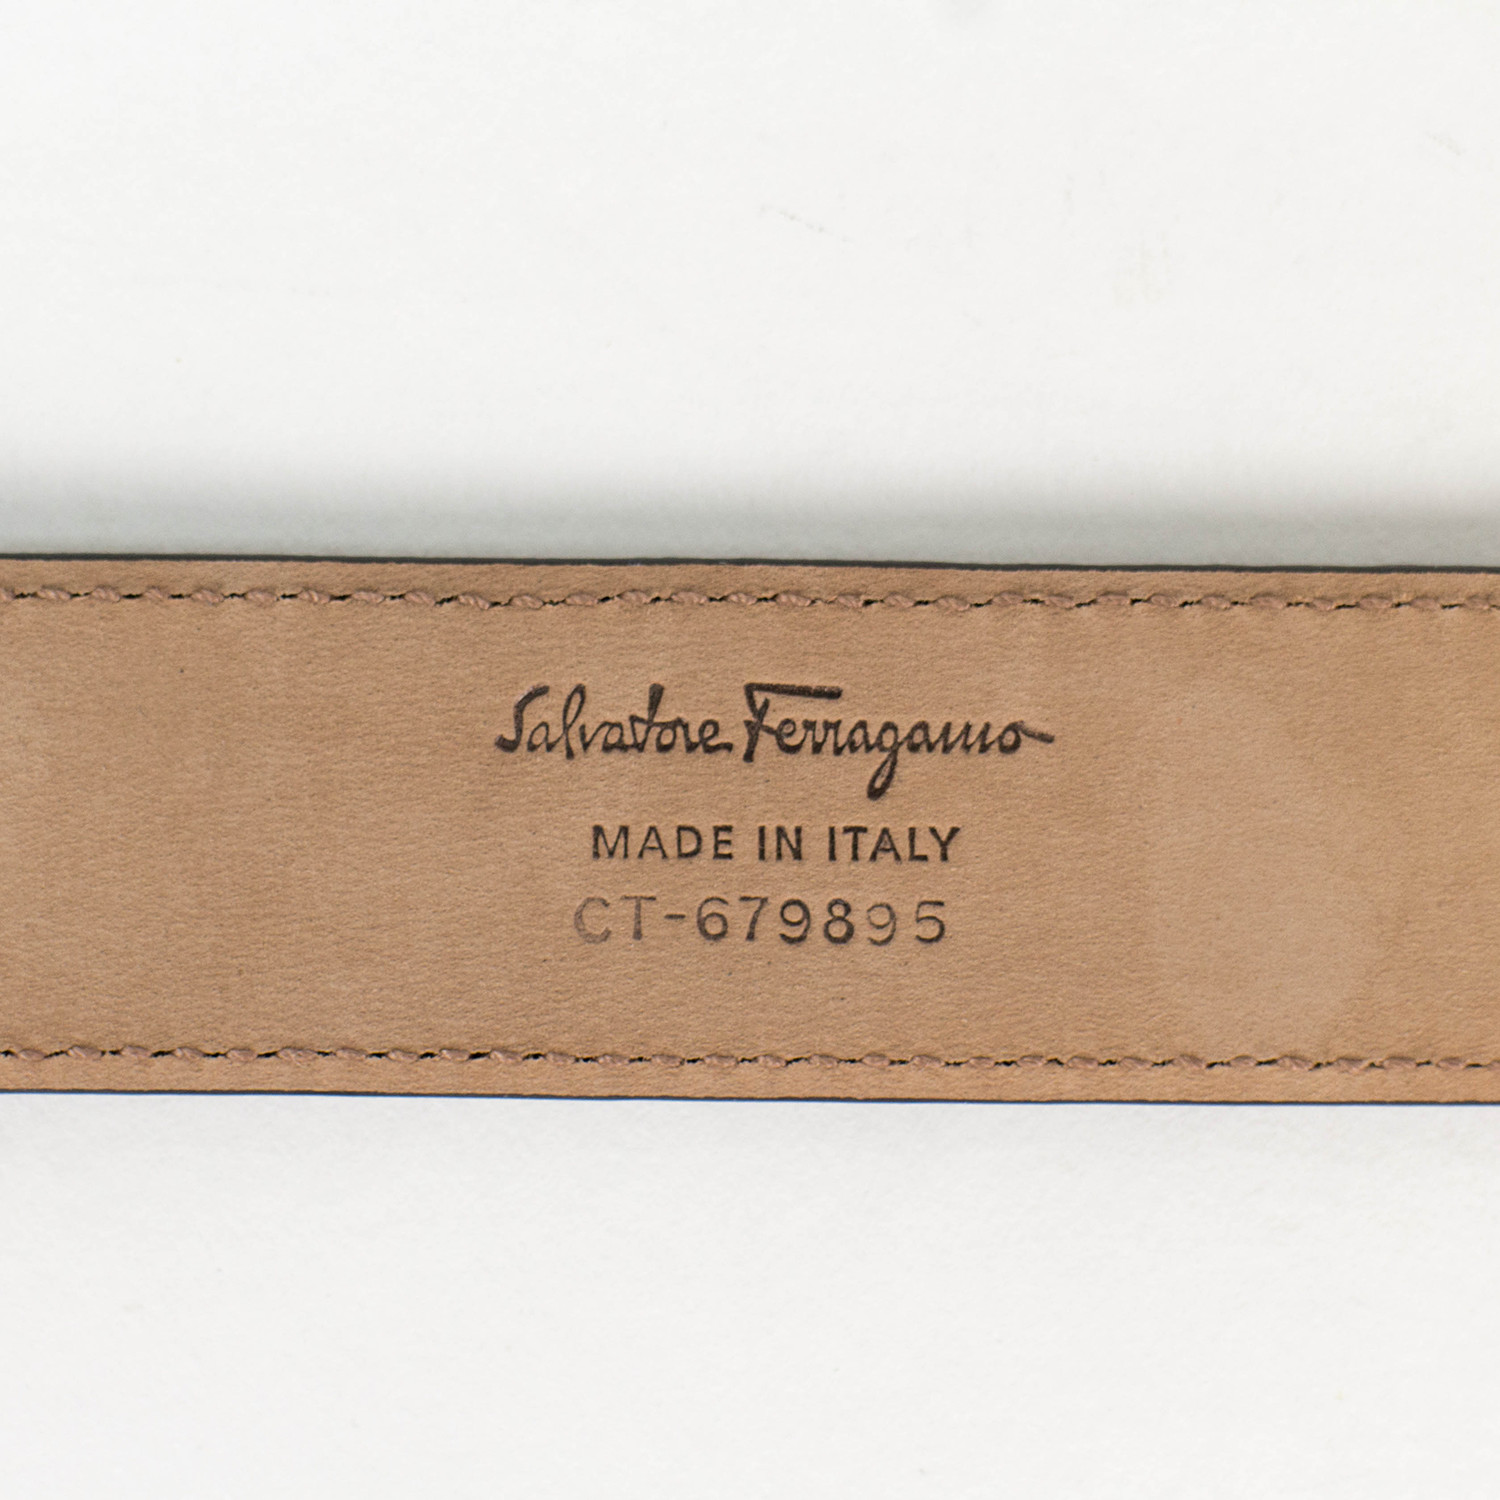 Salvatore Ferragamo
MADE IN ITALY
CT-679895